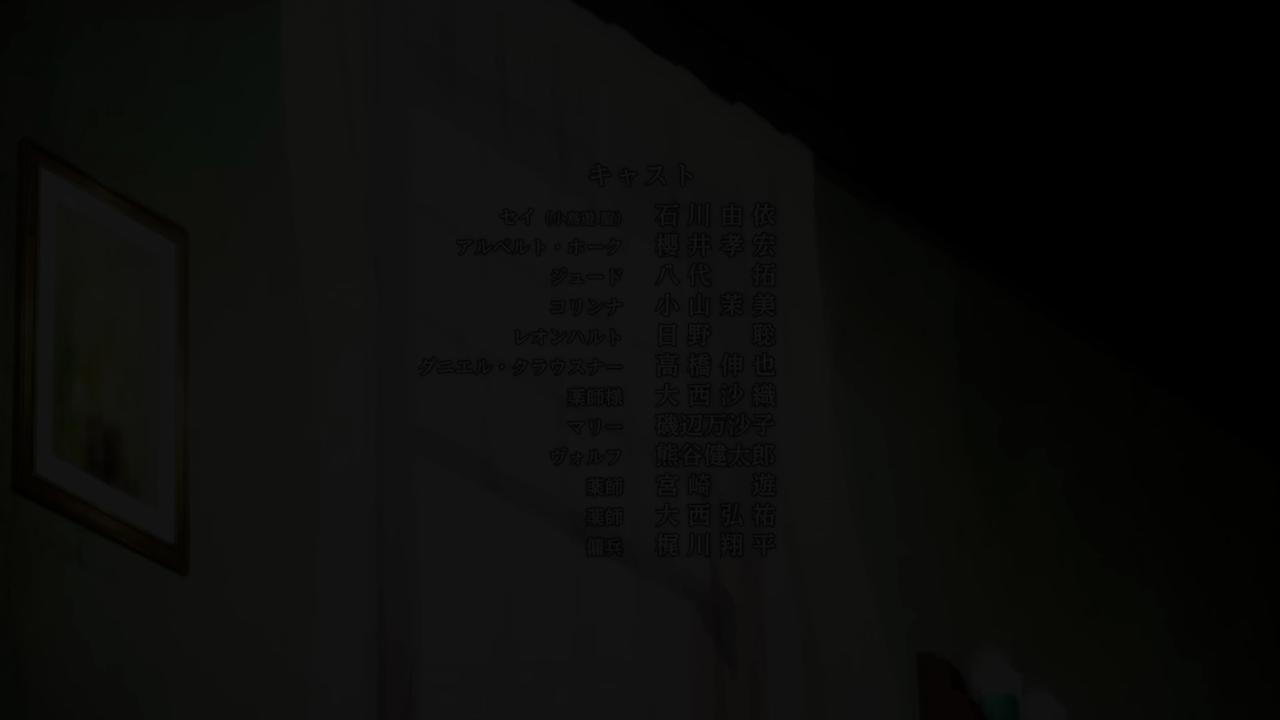 キャスト
セイ（小鳥遊 聖） 石川由依
アルベルト・ホーク 櫻井孝宏
ジュード 八代 拓
コリンナ 小山茉美
レオンハルト 日野 聡
ダニエル・クラウスナー 高橋伸也
薬師様 大西沙織
マリー 磯辺万沙子
ヴォルフ 熊谷健太郎
薬師 宮崎 遊
薬師 大西弘祐
傭兵 梶川翔平